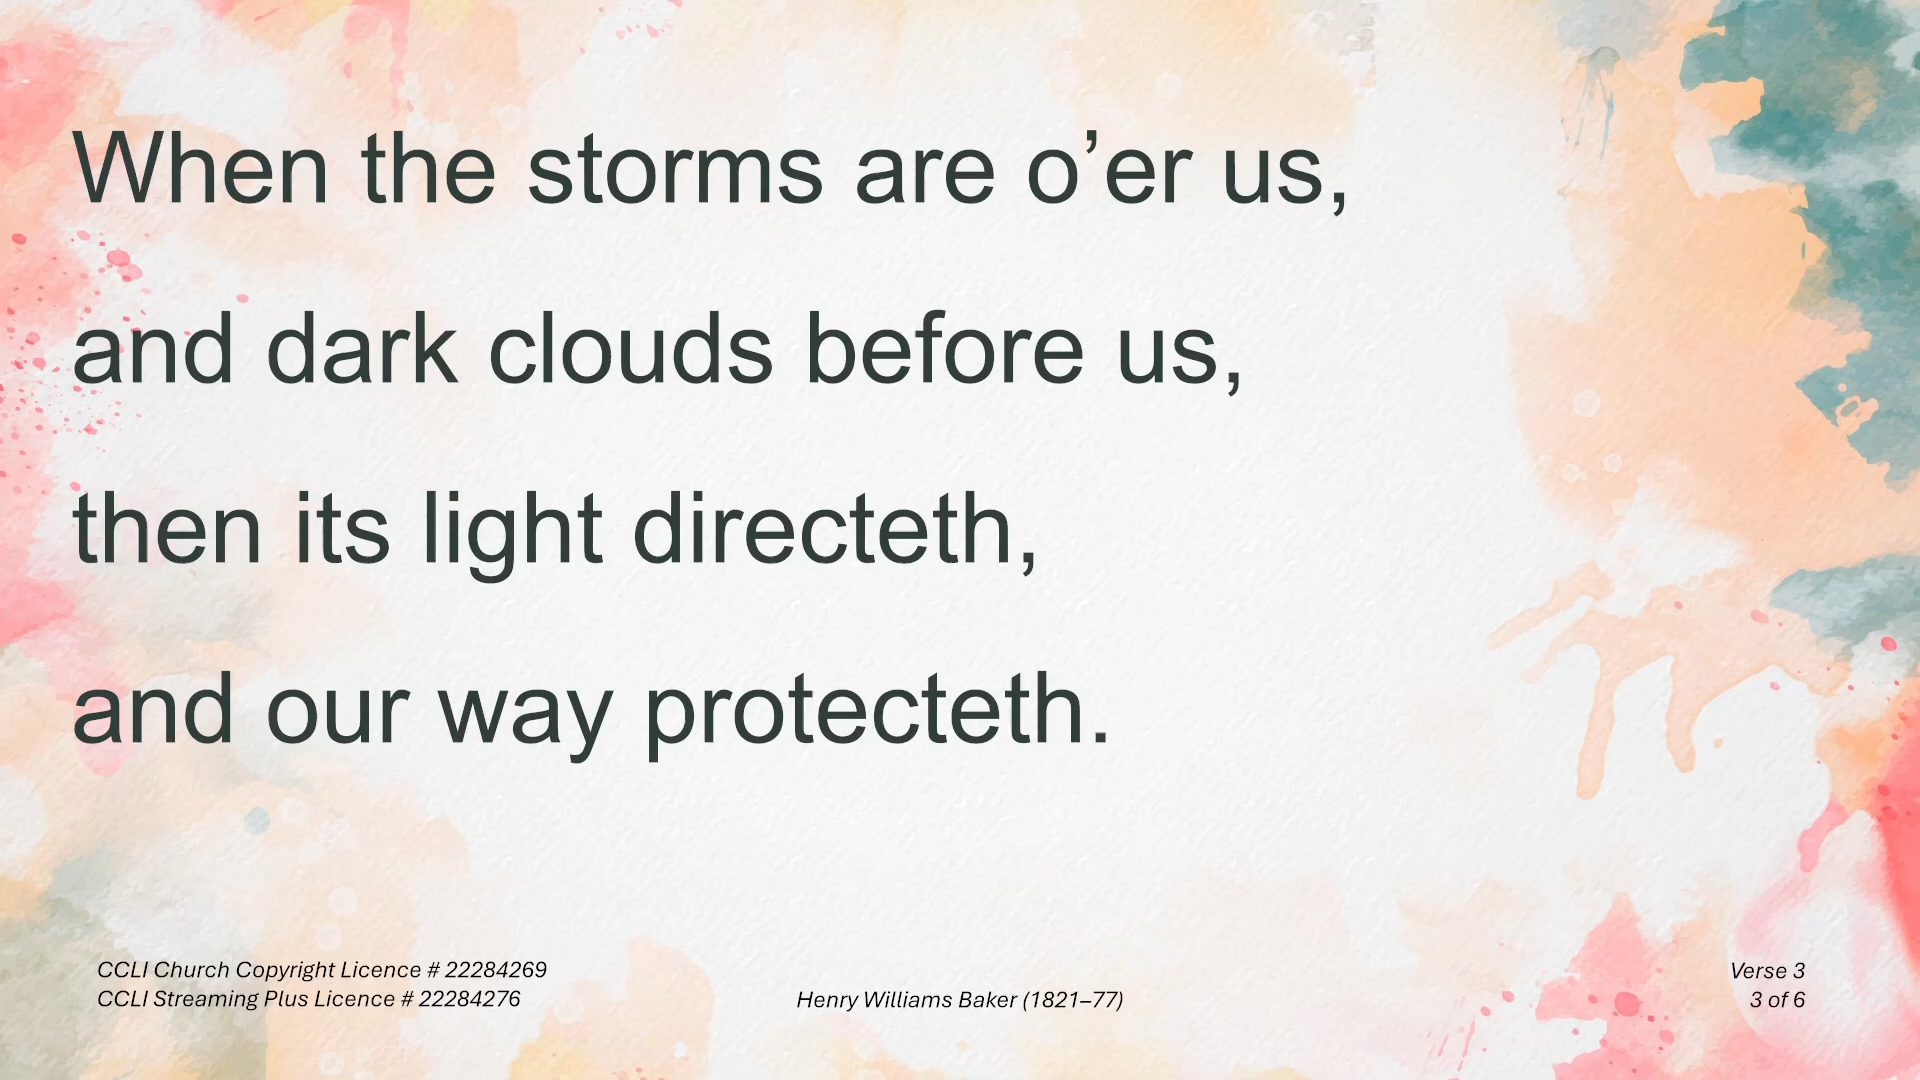 When the storms are o’er us,
and dark clouds before us,
then its light directeth,
and our way protecteth.
CCLI Church Copyright Licence # 22284269
CCLI Streaming Plus Licence # 22284276
Henry Williams Baker (1821–77)
Verse 3
3 of 6